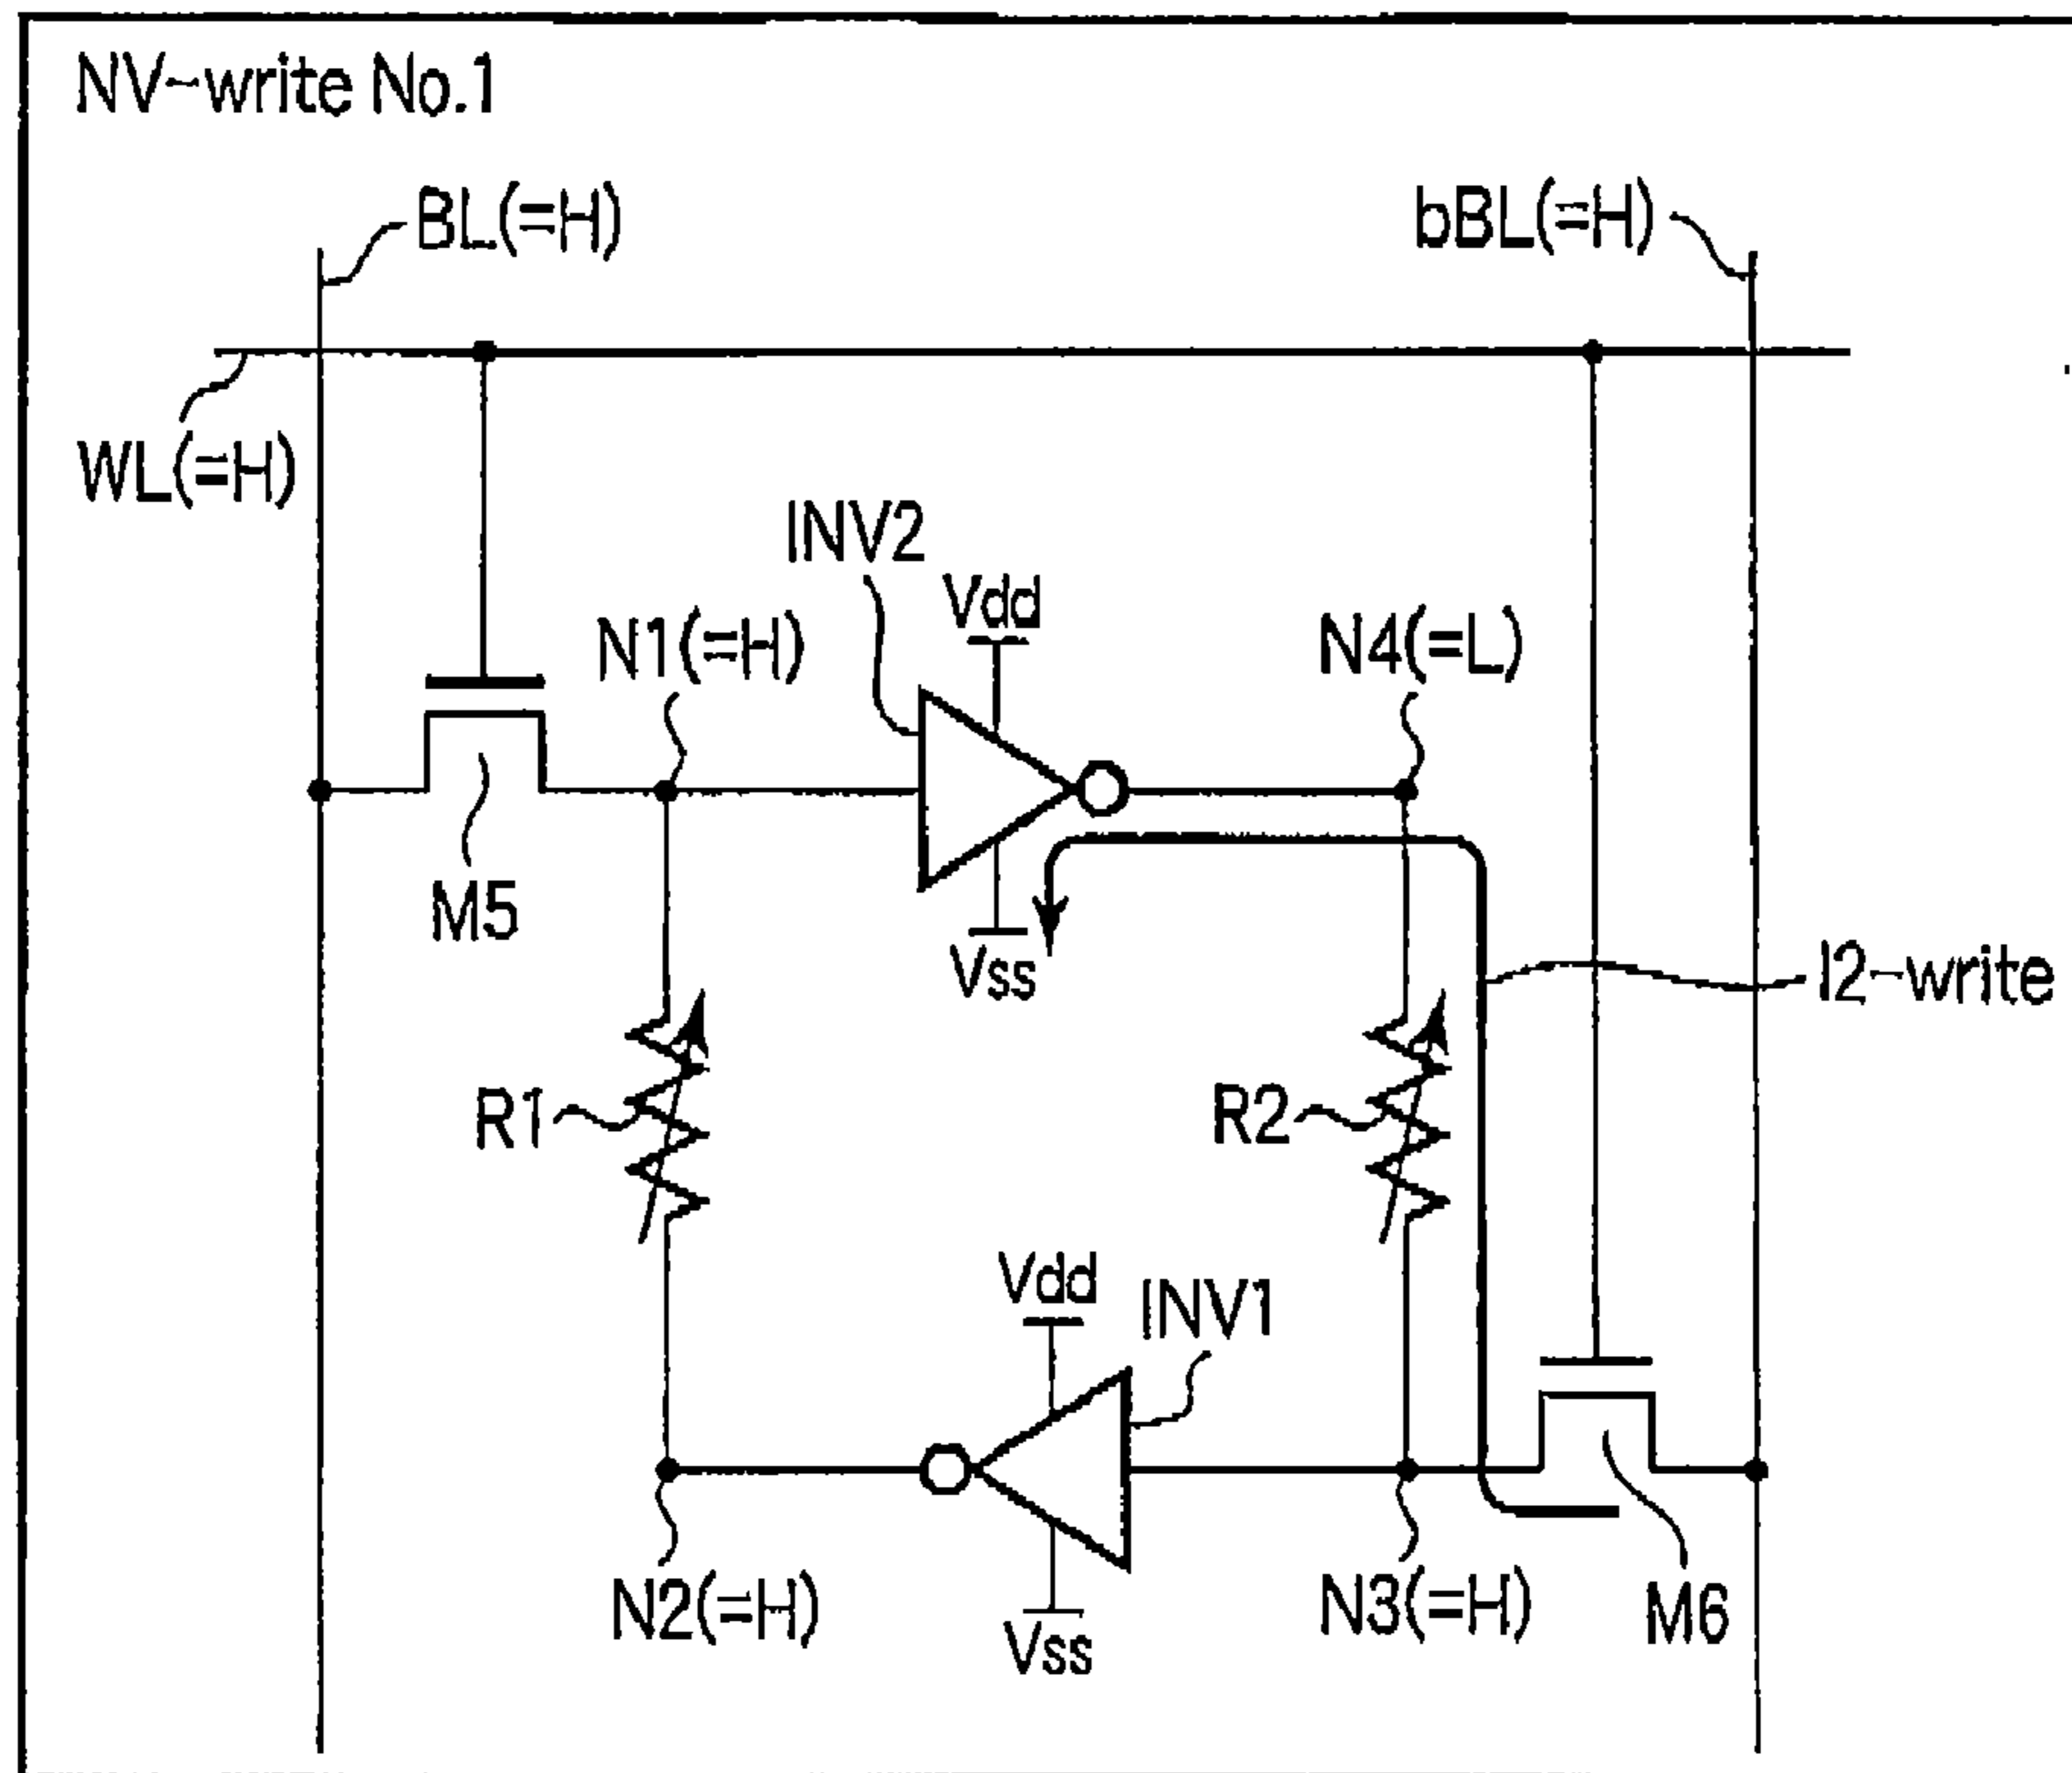 NV-write No.1
BL(=H)
bBL(=H)
WL(=H)
INV2
Vdd
N1(=H)
N4(=L)
M5
Vss
I2-write
R1
R2
Vdd
INV1
N2(=H)
Vss
N3(=H)
M6